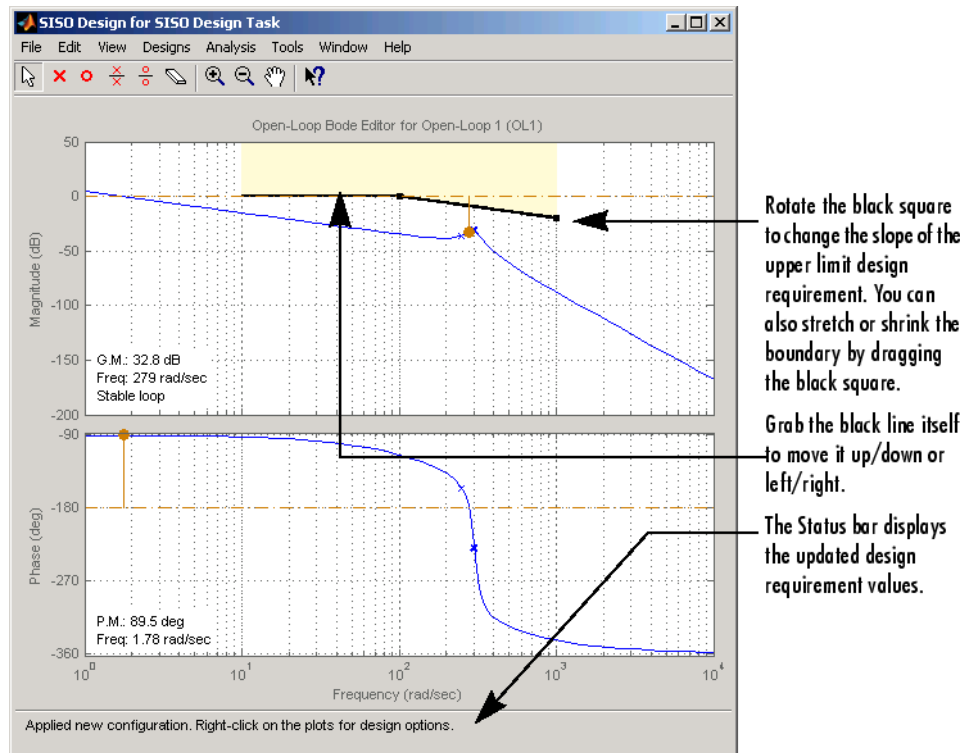 SISO Design for SISO Design Task
File Edit View Designs Analysis Tools Window Help
Open-Loop Bode Editor for Open-Loop 1 (OL1)
50
0
-50
-100
-150
-200
Magnitude (dB)
G.M.: 32.8 dB
Freq: 279 rad/sec
Stable loop
-90
-180
-270
-360
Phase (deg)
P.M.: 89.5 deg
Freq: 1.78 rad/sec
10^0 10^1 10^2 10^3 10^4
Frequency (rad/sec)
Applied new configuration. Right-click on the plots for design options.
Rotate the black square
to change the slope of the
upper limit design
requirement. You can
also stretch or shrink the
boundary by dragging
the black square.
Grab the black line itself
to move it up/down or
left/right.
The Status bar displays
the updated design
requirement values.